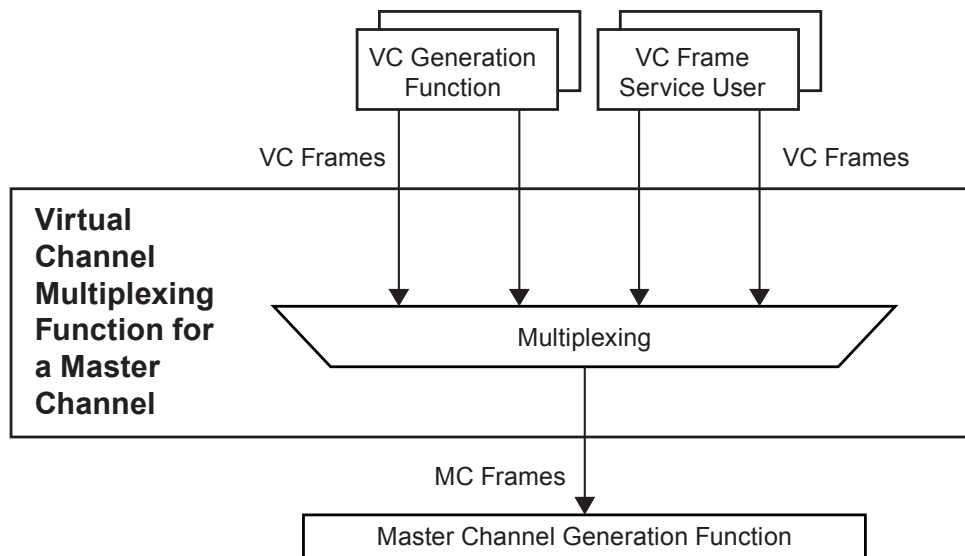 VC Generation
Function
VC Frame
Service User
VC Frames
VC Frames
Virtual
Channel
Multiplexing
Function for
a Master
Channel
Multiplexing
MC Frames
Master Channel Generation Function